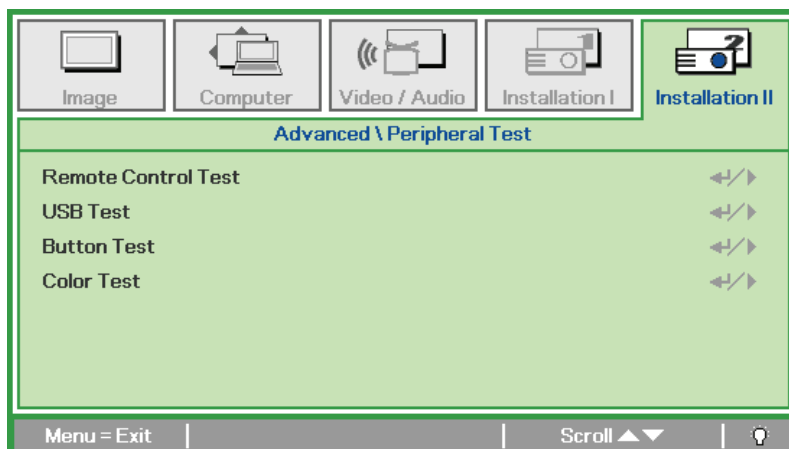 Image
Computer
Video / Audio
Installation I
Installation II
Advanced \ Peripheral Test
Remote Control Test
USB Test
Button Test
Color Test
Menu = Exit
Scroll ▲▼